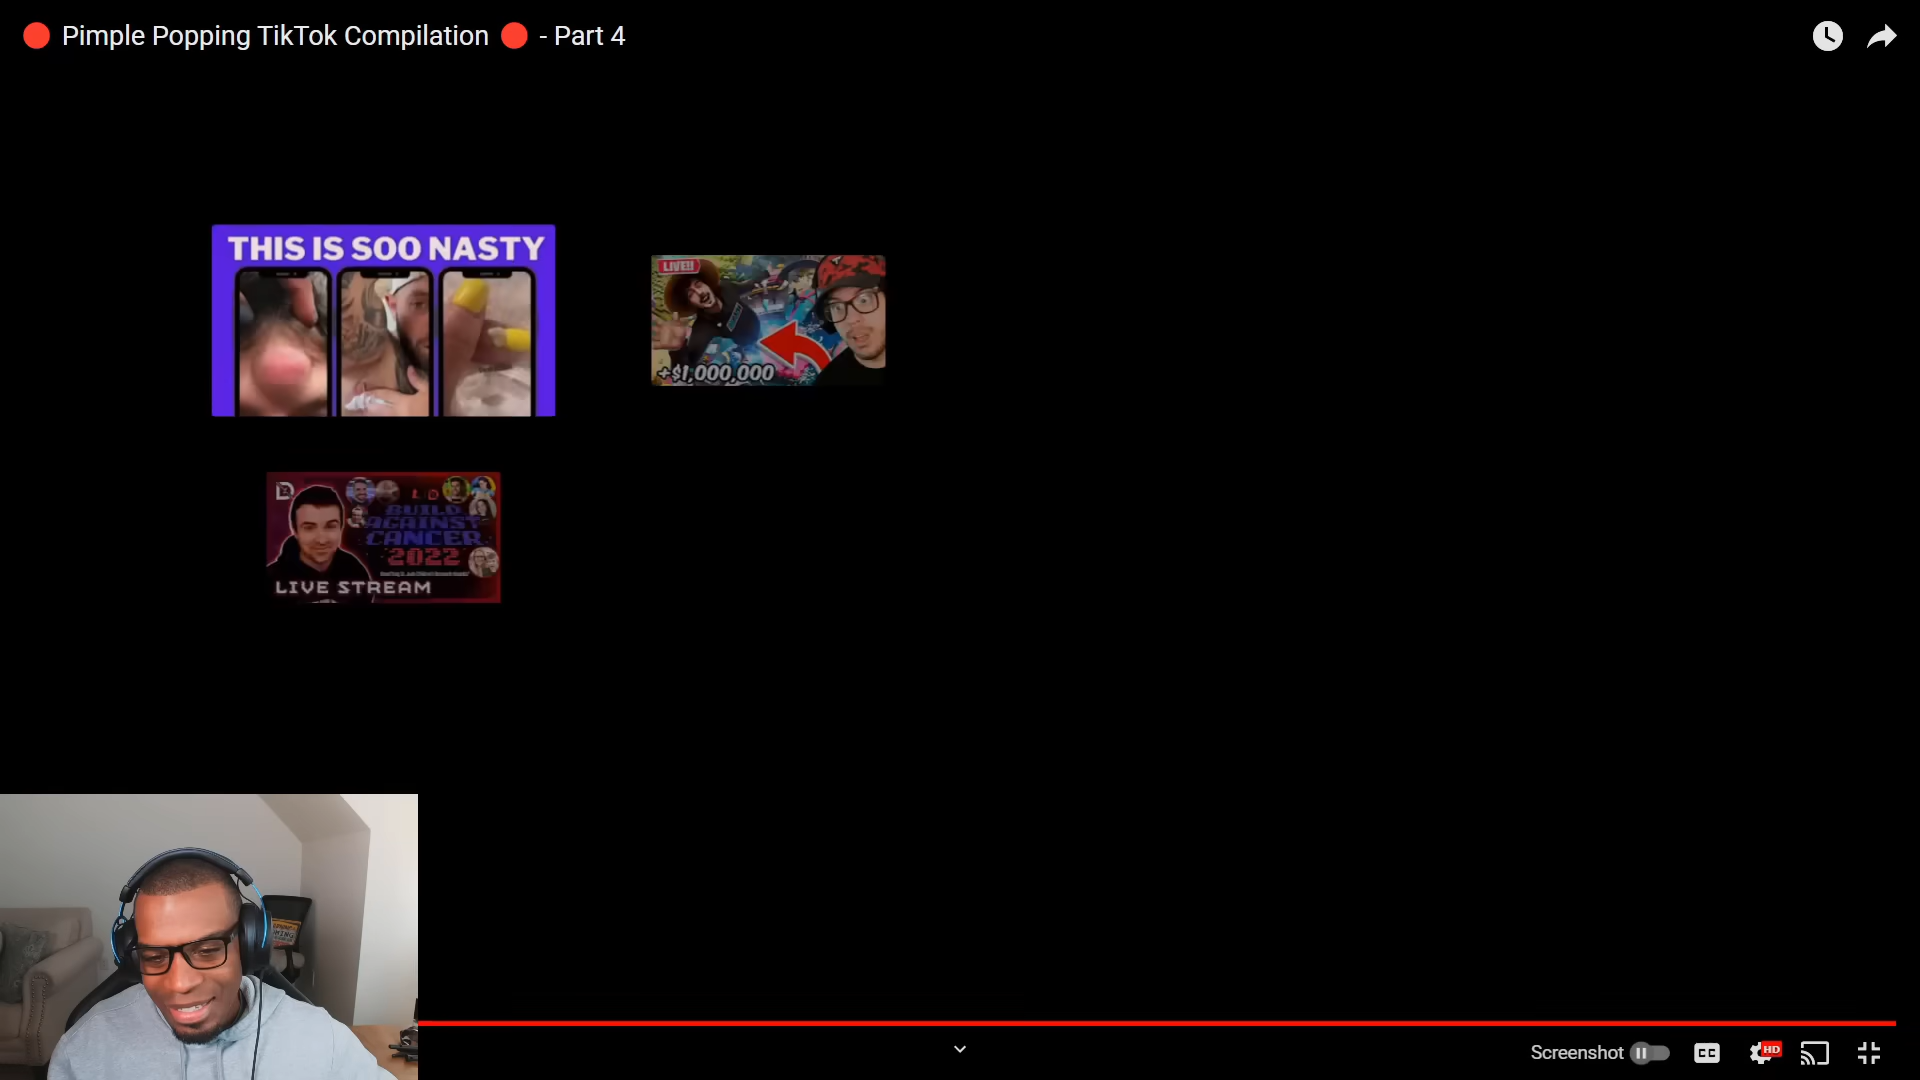 🔴 Pimple Popping TikTok Compilation 🔴 - Part 4
THIS IS SOO NASTY
LIVE!!
+$1,000,000
BUILD
AGAINST
CANCER
2022
LIVE STREAM
Screenshot
CC
HD